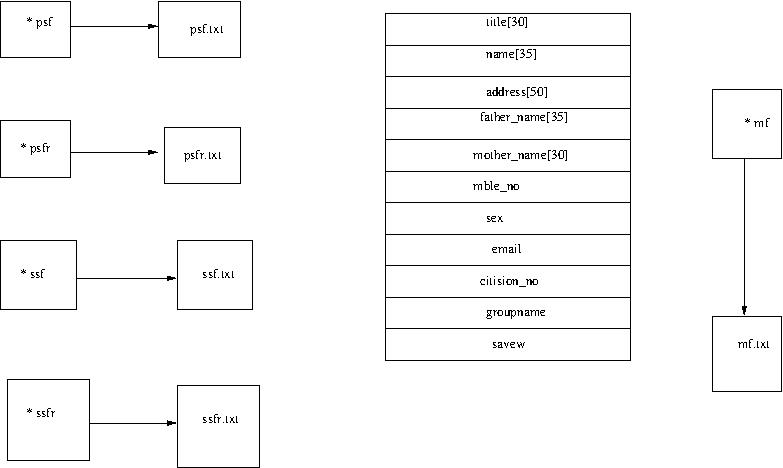 * psf
psf.txt
* psfr
psfr.txt
* ssf
ssf.txt
* ssfr
ssfr.txt
title[30]
name[35]
address[50]
father_name[35]
mother_name[30]
mble_no
sex
email
citision_no
groupname
savew
* mf
mf.txt